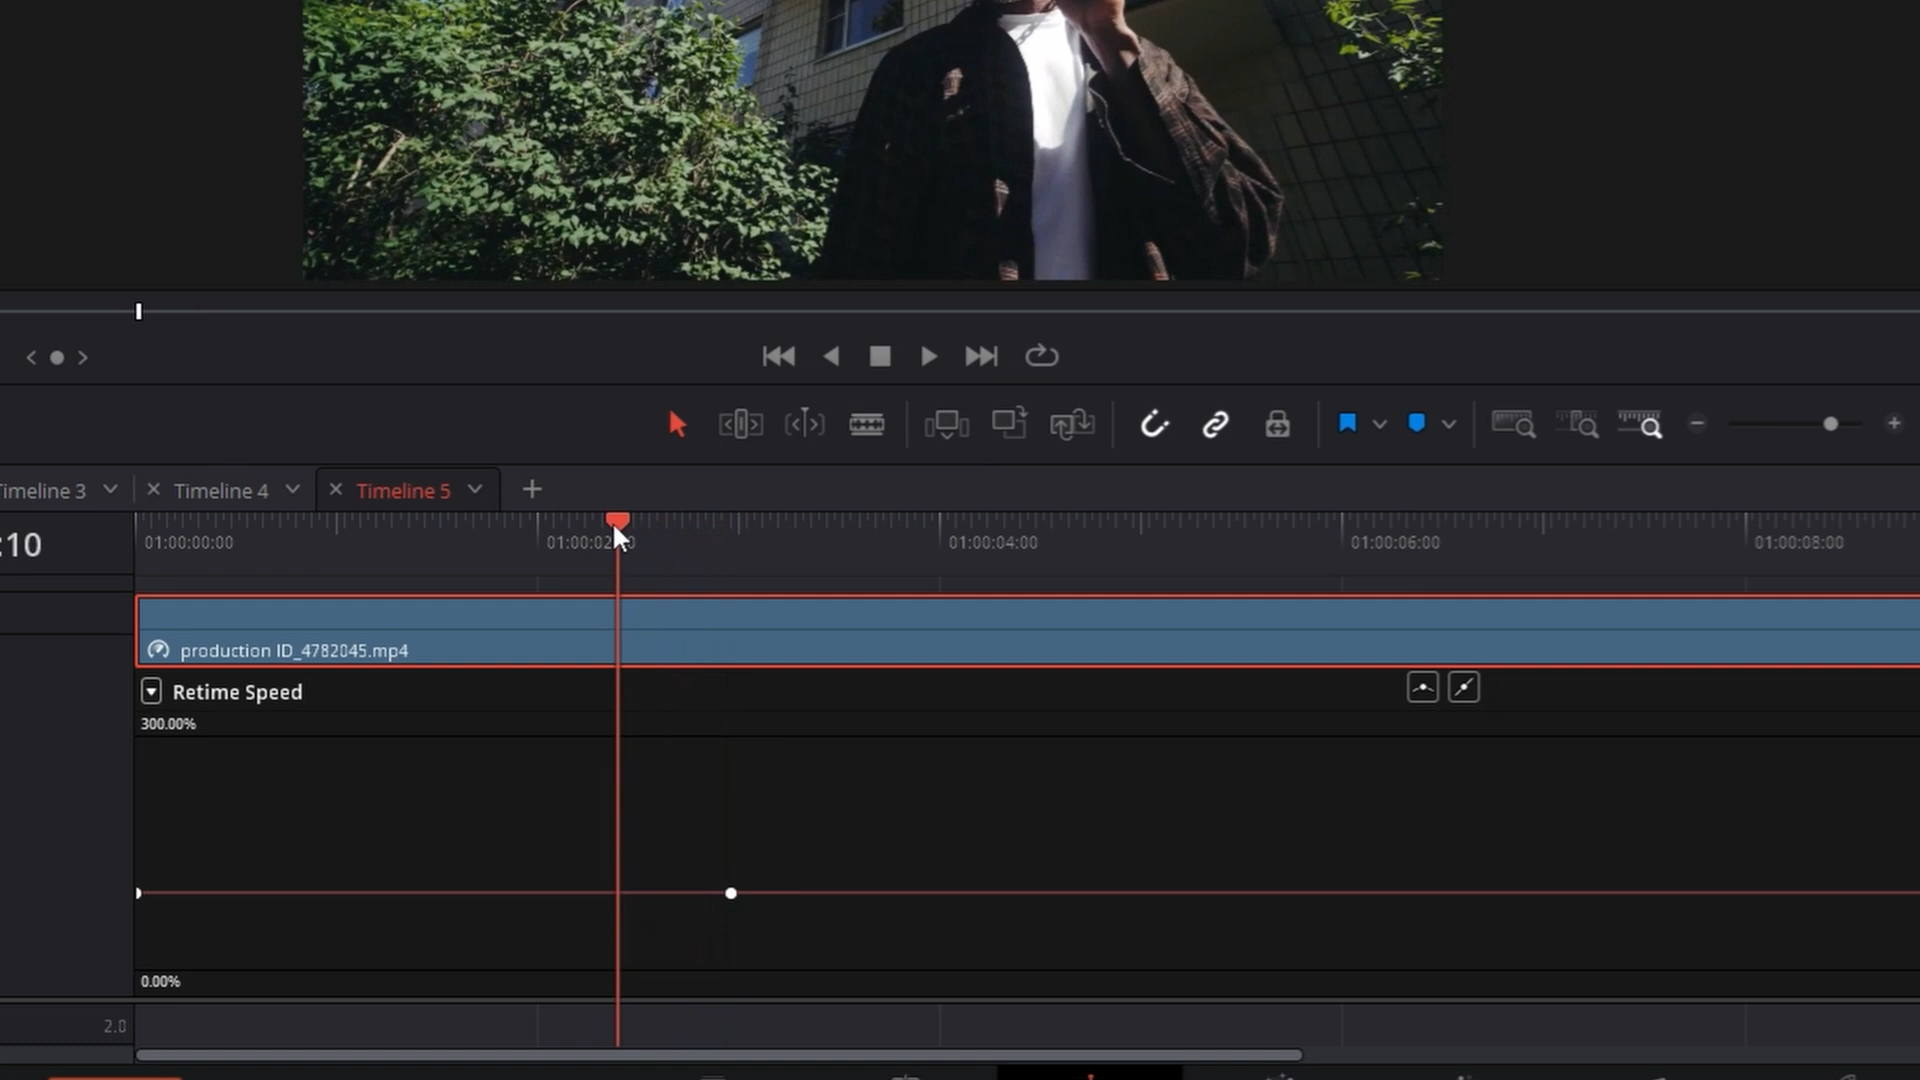 Timeline 3
Timeline 4
Timeline 5
:10
01:00:00:00
01:00:04:00
01:00:06:00
01:00:08:00
production ID_4782045.mp4
Retime Speed
300.00%
0.00%
2.0